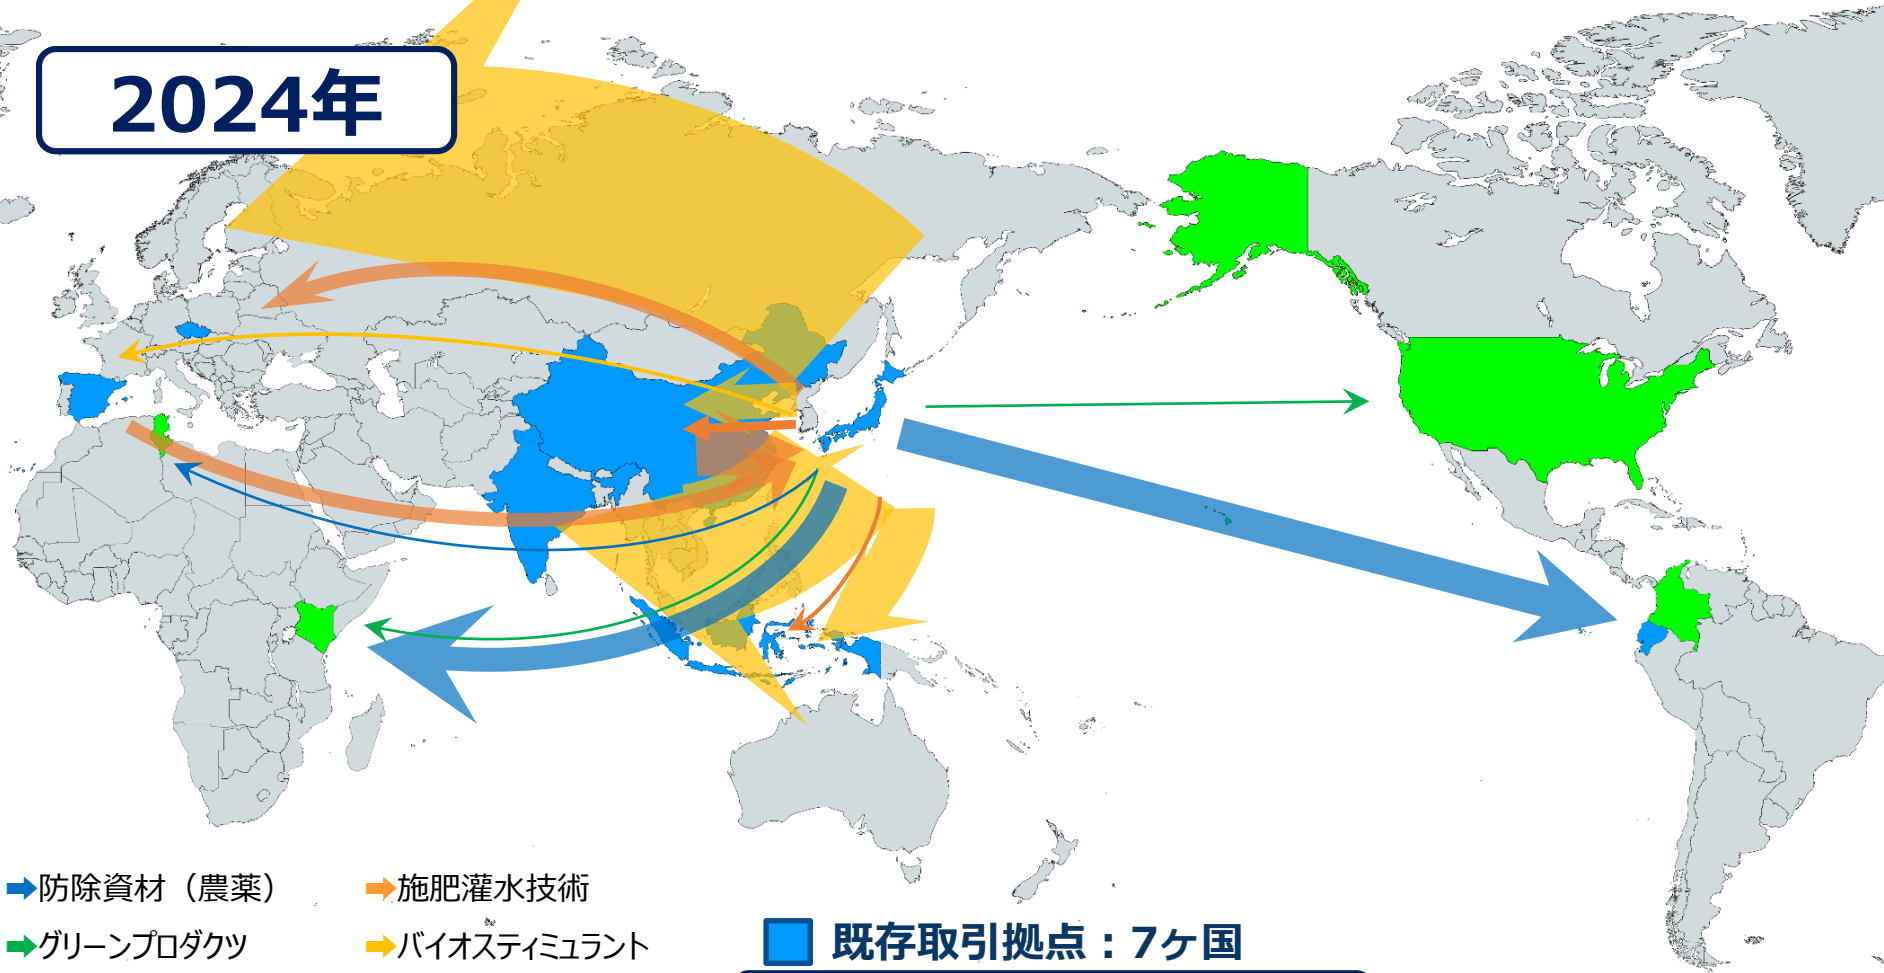 2024年
防除資材（農薬）
施肥灌水技術
グリーンプロダクツ
バイオスティミュラント
既存取引拠点：7ヶ国